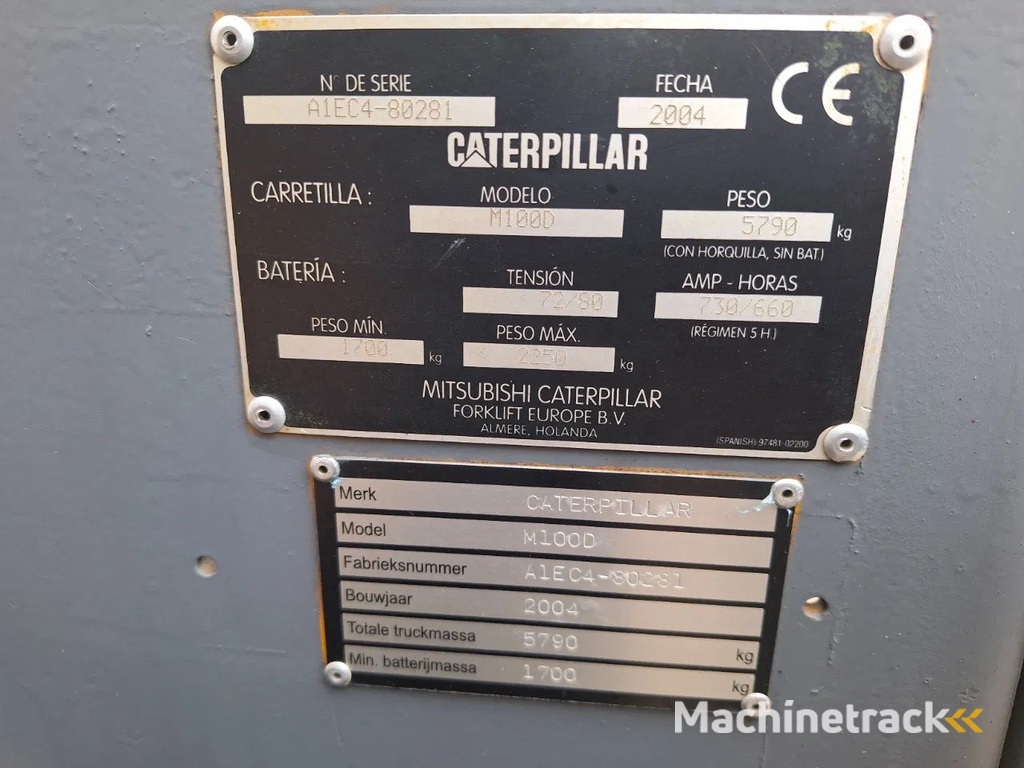 N° DE SERIE FECHA
A1EC4-80281 2004 CE
CATERPILLAR
CARRETILLA : MODELO PESO
M100D 5790 kg
(CON HORQUILLA, SIN BAT.)
BATERÍA : TENSIÓN AMP - HORAS
72/80 730/660
PESO MÍN. PESO MÁX. (RÉGIMEN 5 H.)
1700 kg 2250 kg
MITSUBISHI CATERPILLAR
FORKLIFT EUROPE B.V.
ALMERE, HOLANDA
(SPANISH) 97481-02200
Merk CATERPILLAR
Model M100D
Fabrieksnummer A1EC4-80281
Bouwjaar 2004
Totale truckmassa 5790 kg
Min. batterijmassa 1700 kg
Machinetrack